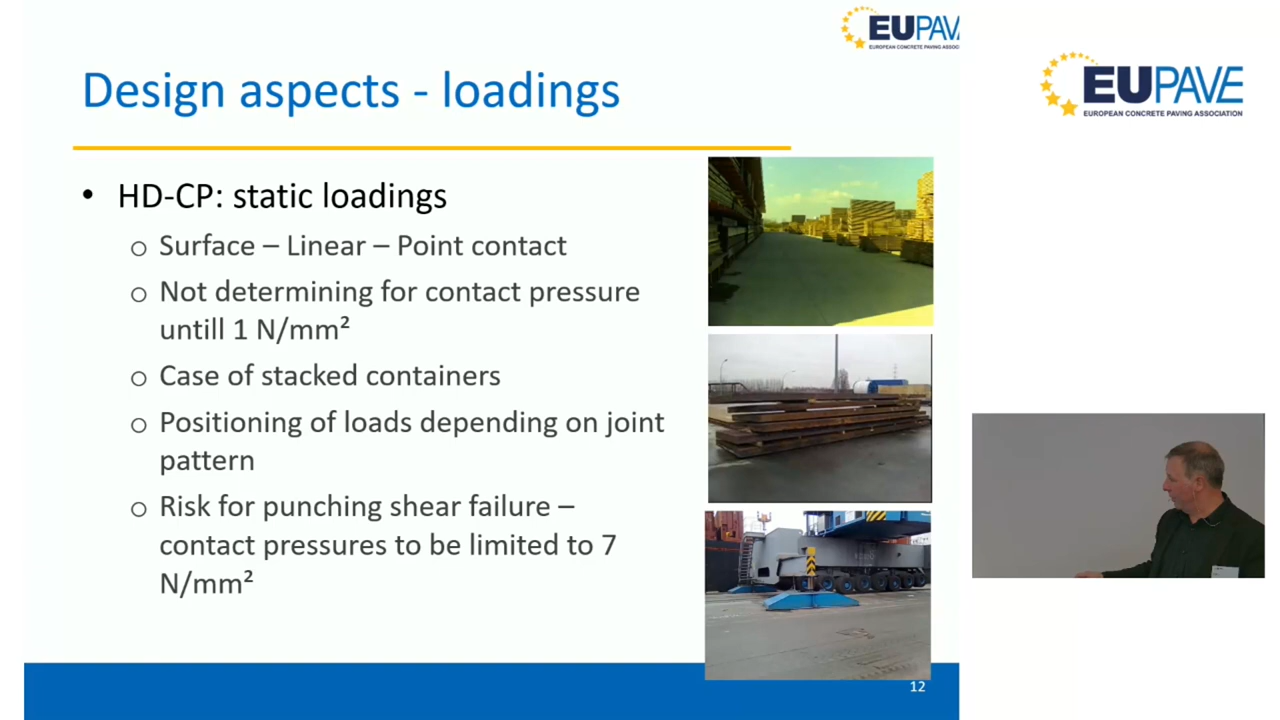 EUPAV
EUROPEAN CONCRETE PAVING ASSOC
Design aspects - loadings
EUPAVE
EUROPEAN CONCRETE PAVING ASSOCIATION
• HD-CP: static loadings
o Surface – Linear – Point contact
o Not determining for contact pressure
untill 1 N/mm²
o Case of stacked containers
o Positioning of loads depending on joint
pattern
o Risk for punching shear failure –
contact pressures to be limited to 7
N/mm²
12